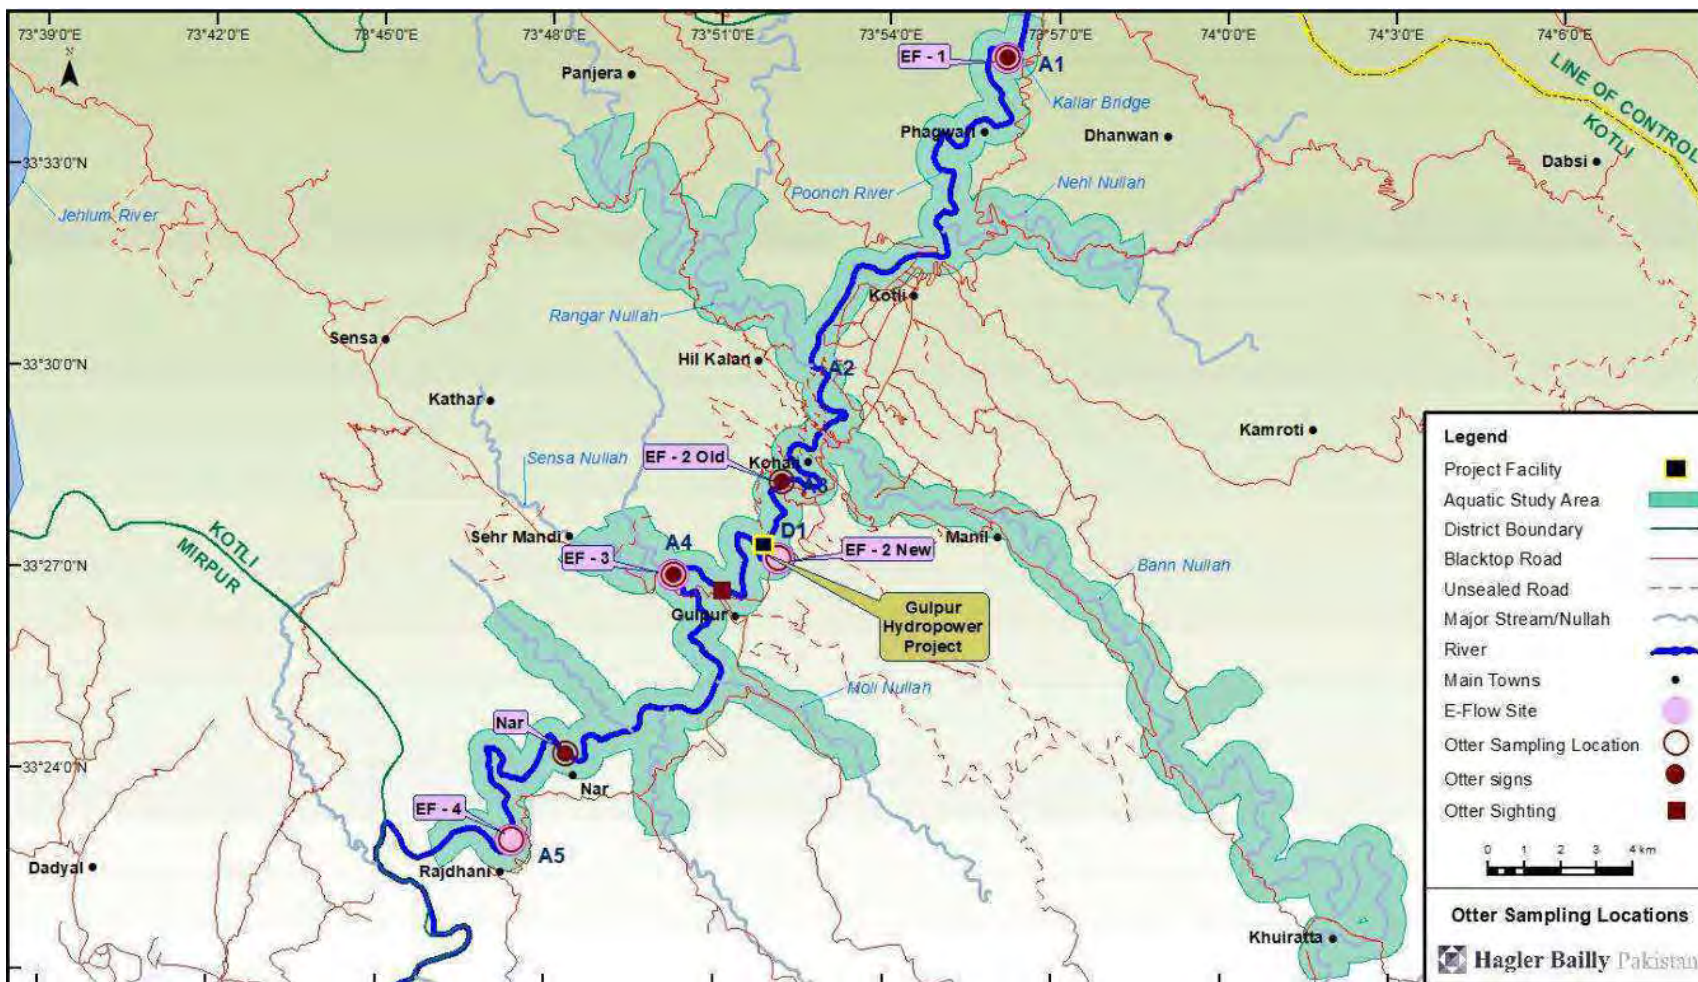 73°39'0"E
73°42'0"E
73°45'0"E
73°48'0"E
73°51'0"E
73°54'0"E
73°57'0"E
74°0'0"E
74°3'0"E
74°6'0"E
N
EF - 1
A1
LINE OF CONTROL
KOTLI
Panjera
Kallar Bridge
Phagwari
Dhanwan
Dabsi
33°33'0"N
Poonch River
Nehl Nullah
Jehlum River
Kotli
Rangar Nullah
Sensa
Hil Kalan
A2
33°30'0"N
Kathar
Kamroti
Sensa Nullah
EF - 2 Old
Kohali
A3
KOTLI
MIRPUR
Sehr Mandi
A4
D1
EF - 2 New
Manil
EF - 3
Bann Nullah
33°27'0"N
Gulpur
Gulpur
Hydropower
Project
Moli Nullah
Nar
33°24'0"N
Nar
EF - 4
A5
Dadyal
Rajdhani
Khuiratta
Legend
Project Facility
Aquatic Study Area
District Boundary
Blacktop Road
Unsealed Road
Major Stream/Nullah
River
Main Towns
E-Flow Site
Otter Sampling Location
Otter signs
Otter Sighting
0 1 2 3 4 km
Otter Sampling Locations
Hagler Bailly Pakistan